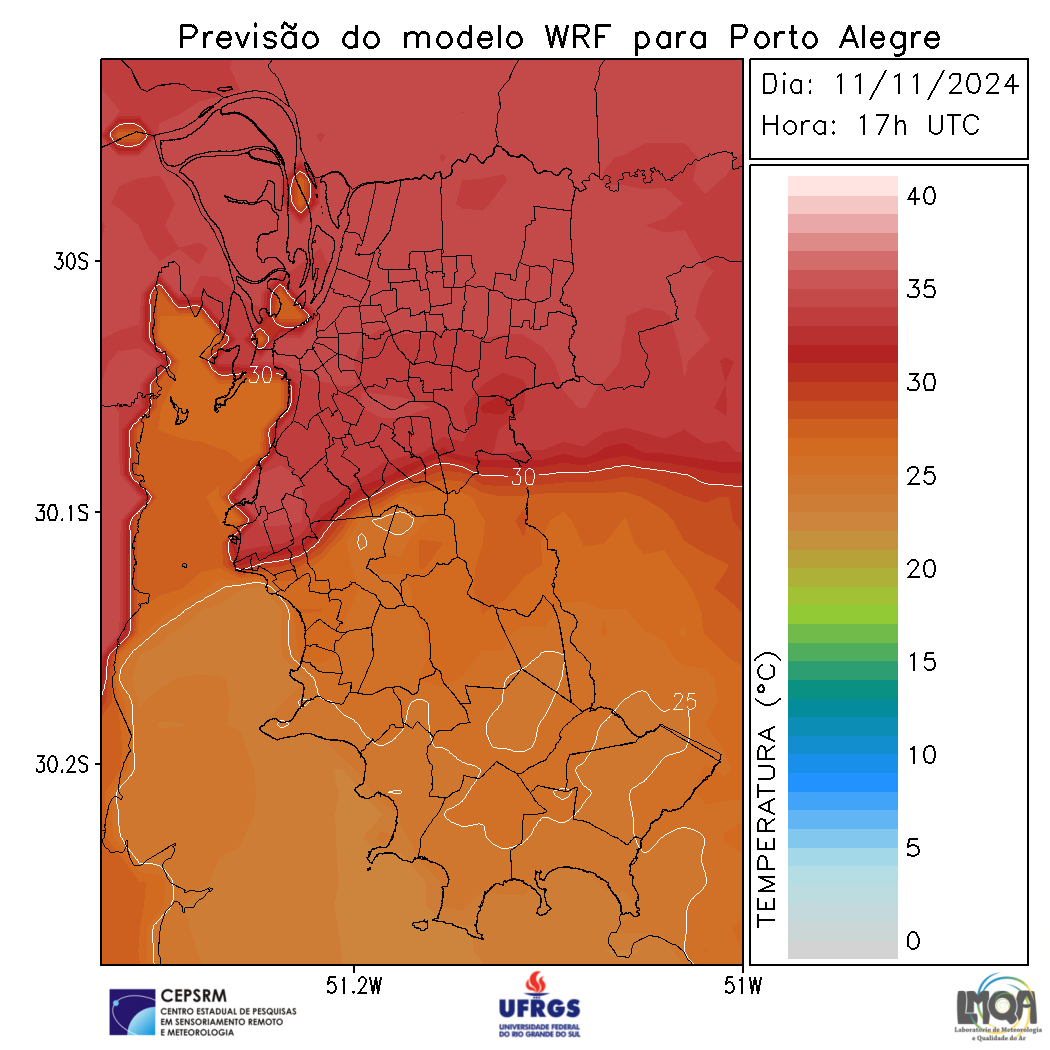 Previsão do modelo WRF para Porto Alegre
Dia: 11/11/2024
Hora: 17h UTC
40
35
30
25
20
15
10
5
0
TEMPERATURA (°C)
30S
30.1S
30.2S
51.2W
51W
30
30
25
CEPSRM
CENTRO ESTADUAL DE PESQUISAS
EM SENSORIAMENTO REMOTO
E METEOROLOGIA
UFRGS
UNIVERSIDADE FEDERAL
DO RIO GRANDE DO SUL
LMQA
Laboratório de Meteorologia
e Qualidade do Ar